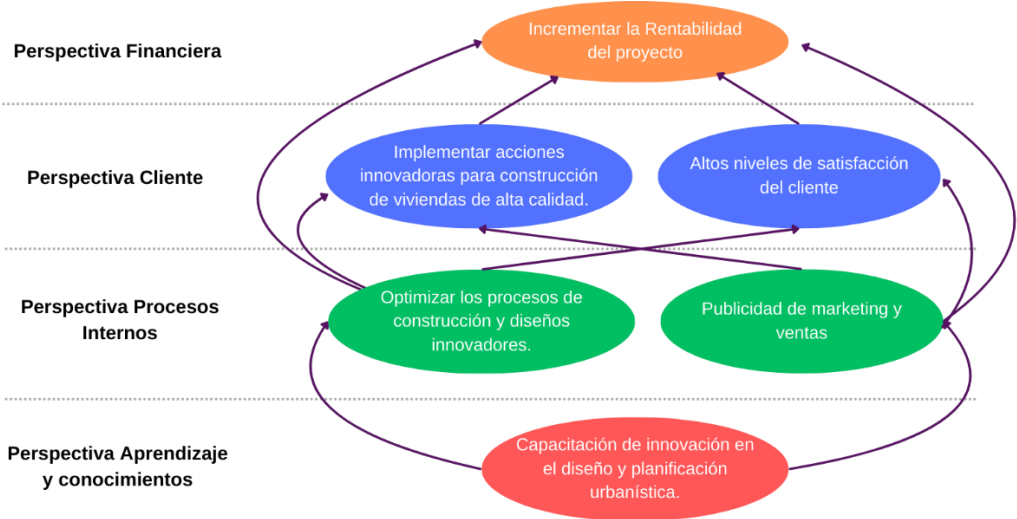 Perspectiva Financiera
Incrementar la Rentabilidad
del proyecto
Perspectiva Cliente
Implementar acciones
innovadoras para construcción
de viviendas de alta calidad.
Altos niveles de satisfacción
del cliente
Perspectiva Procesos
Internos
Optimizar los procesos de
construcción y diseños
innovadores.
Publicidad de marketing y
ventas
Perspectiva Aprendizaje
y conocimientos
Capacitación de innovación en
el diseño y planificación
urbanística.